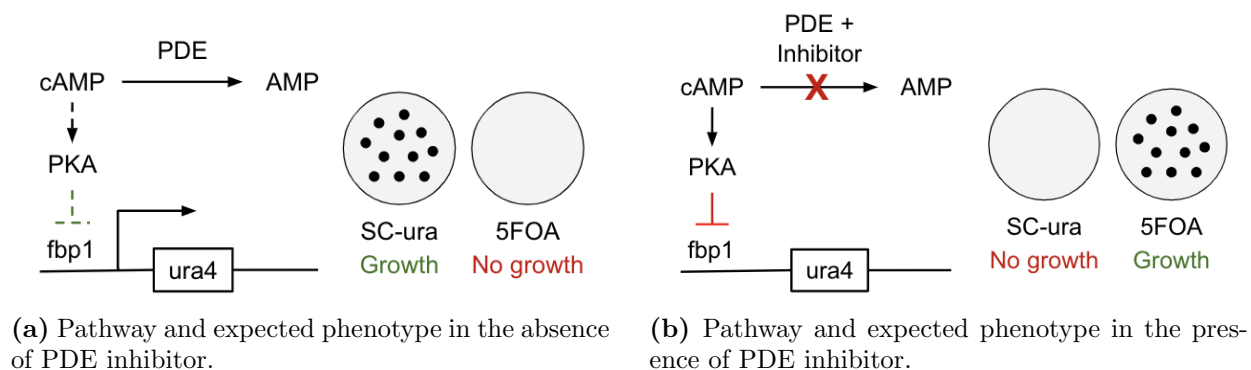 PDE
cAMP
AMP
PKA
fbp1
ura4
SC-ura
Growth
5FOA
No growth
(a) Pathway and expected phenotype in the absence
of PDE inhibitor.
PDE +
Inhibitor
cAMP
X
AMP
PKA
fbp1
ura4
SC-ura
No growth
5FOA
Growth
(b) Pathway and expected phenotype in the pres-
ence of PDE inhibitor.